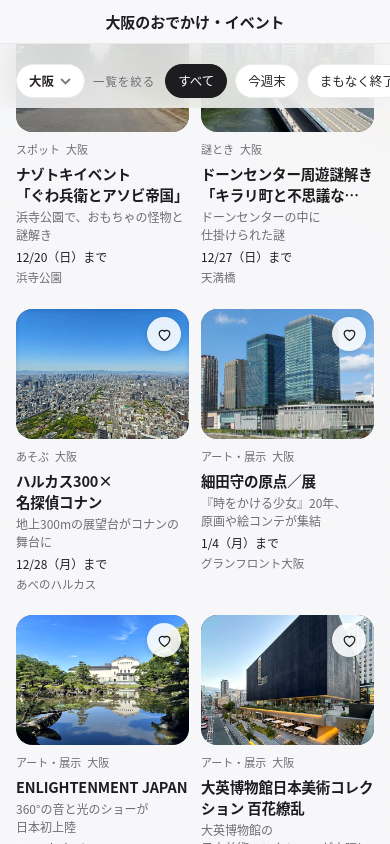 大阪のおでかけ・イベント
大阪
一覧を絞る
すべて
今週末
まもなく終了
スポット 大阪
ナゾトキイベント
「ぐわ兵衛とアソビ帝国」
浜寺公園で、おもちゃの怪物と
謎解き
12/20（日）まで
浜寺公園
謎とき 大阪
ドーンセンター周遊謎解き
「キラリ町と不思議な…
ドーンセンターの中に
仕掛けられた謎
12/27（日）まで
天満橋
あそぶ 大阪
ハルカス300×
名探偵コナン
地上300mの展望台がコナンの
舞台に
12/28（月）まで
あべのハルカス
アート・展示 大阪
細田守の原点／展
『時をかける少女』20年、
原画や絵コンテが集結
1/4（月）まで
グランフロント大阪
アート・展示 大阪
ENLIGHTENMENT JAPAN
360°の音と光のショーが
日本初上陸
アート・展示 大阪
大英博物館日本美術コレク
ション 百花繚乱
大英博物館の